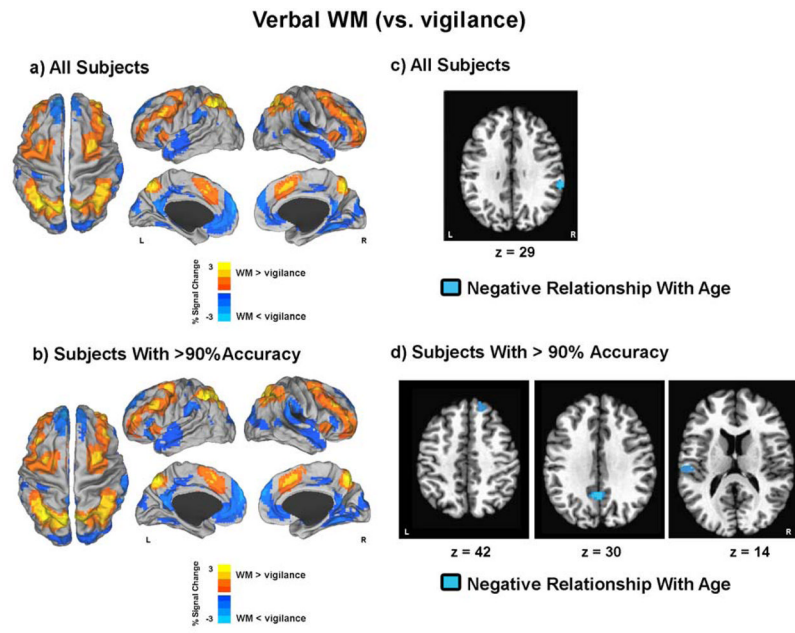 Verbal WM (vs. vigilance)
a) All Subjects
L
R
% Signal Change
3
-3
WM > vigilance
WM < vigilance
c) All Subjects
L
R
z = 29
Negative Relationship With Age
b) Subjects With >90% Accuracy
L
R
% Signal Change
3
-3
WM > vigilance
WM < vigilance
d) Subjects With > 90% Accuracy
L
R
z = 42
z = 30
z = 14
Negative Relationship With Age